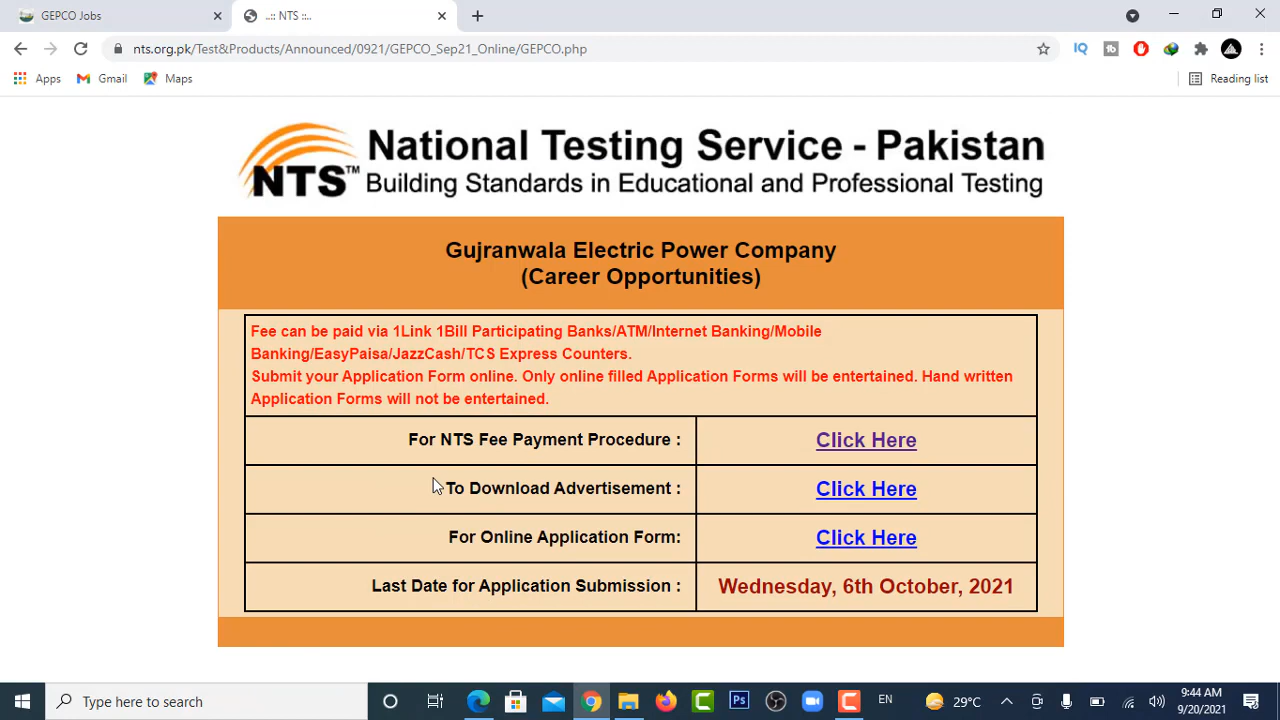 GEPCO Jobs
..:: NTS ::..
nts.org.pk/Test&Products/Announced/0921/GEPCO_Sep21_Online/GEPCO.php
IQ
Apps
Gmail
Maps
Reading list
NTS™
National Testing Service - Pakistan
Building Standards in Educational and Professional Testing
Gujranwala Electric Power Company
(Career Opportunities)
Fee can be paid via 1Link 1Bill Participating Banks/ATM/Internet Banking/Mobile
Banking/EasyPaisa/JazzCash/TCS Express Counters.
Submit your Application Form online. Only online filled Application Forms will be entertained. Hand written
Application Forms will not be entertained.
For NTS Fee Payment Procedure : Click Here
To Download Advertisement : Click Here
For Online Application Form: Click Here
Last Date for Application Submission : Wednesday, 6th October, 2021
Type here to search
Ps
EN
29°C
9:44 AM
9/20/2021